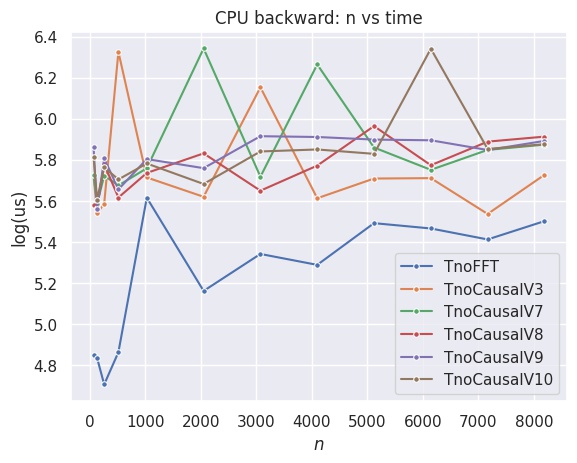 CPU backward: n vs time
6.4
6.2
6.0
5.8
5.6
5.4
5.2
5.0
4.8
log(us)
0 1000 2000 3000 4000 5000 6000 7000 8000
n
TnoFFT
TnoCausalV3
TnoCausalV7
TnoCausalV8
TnoCausalV9
TnoCausalV10